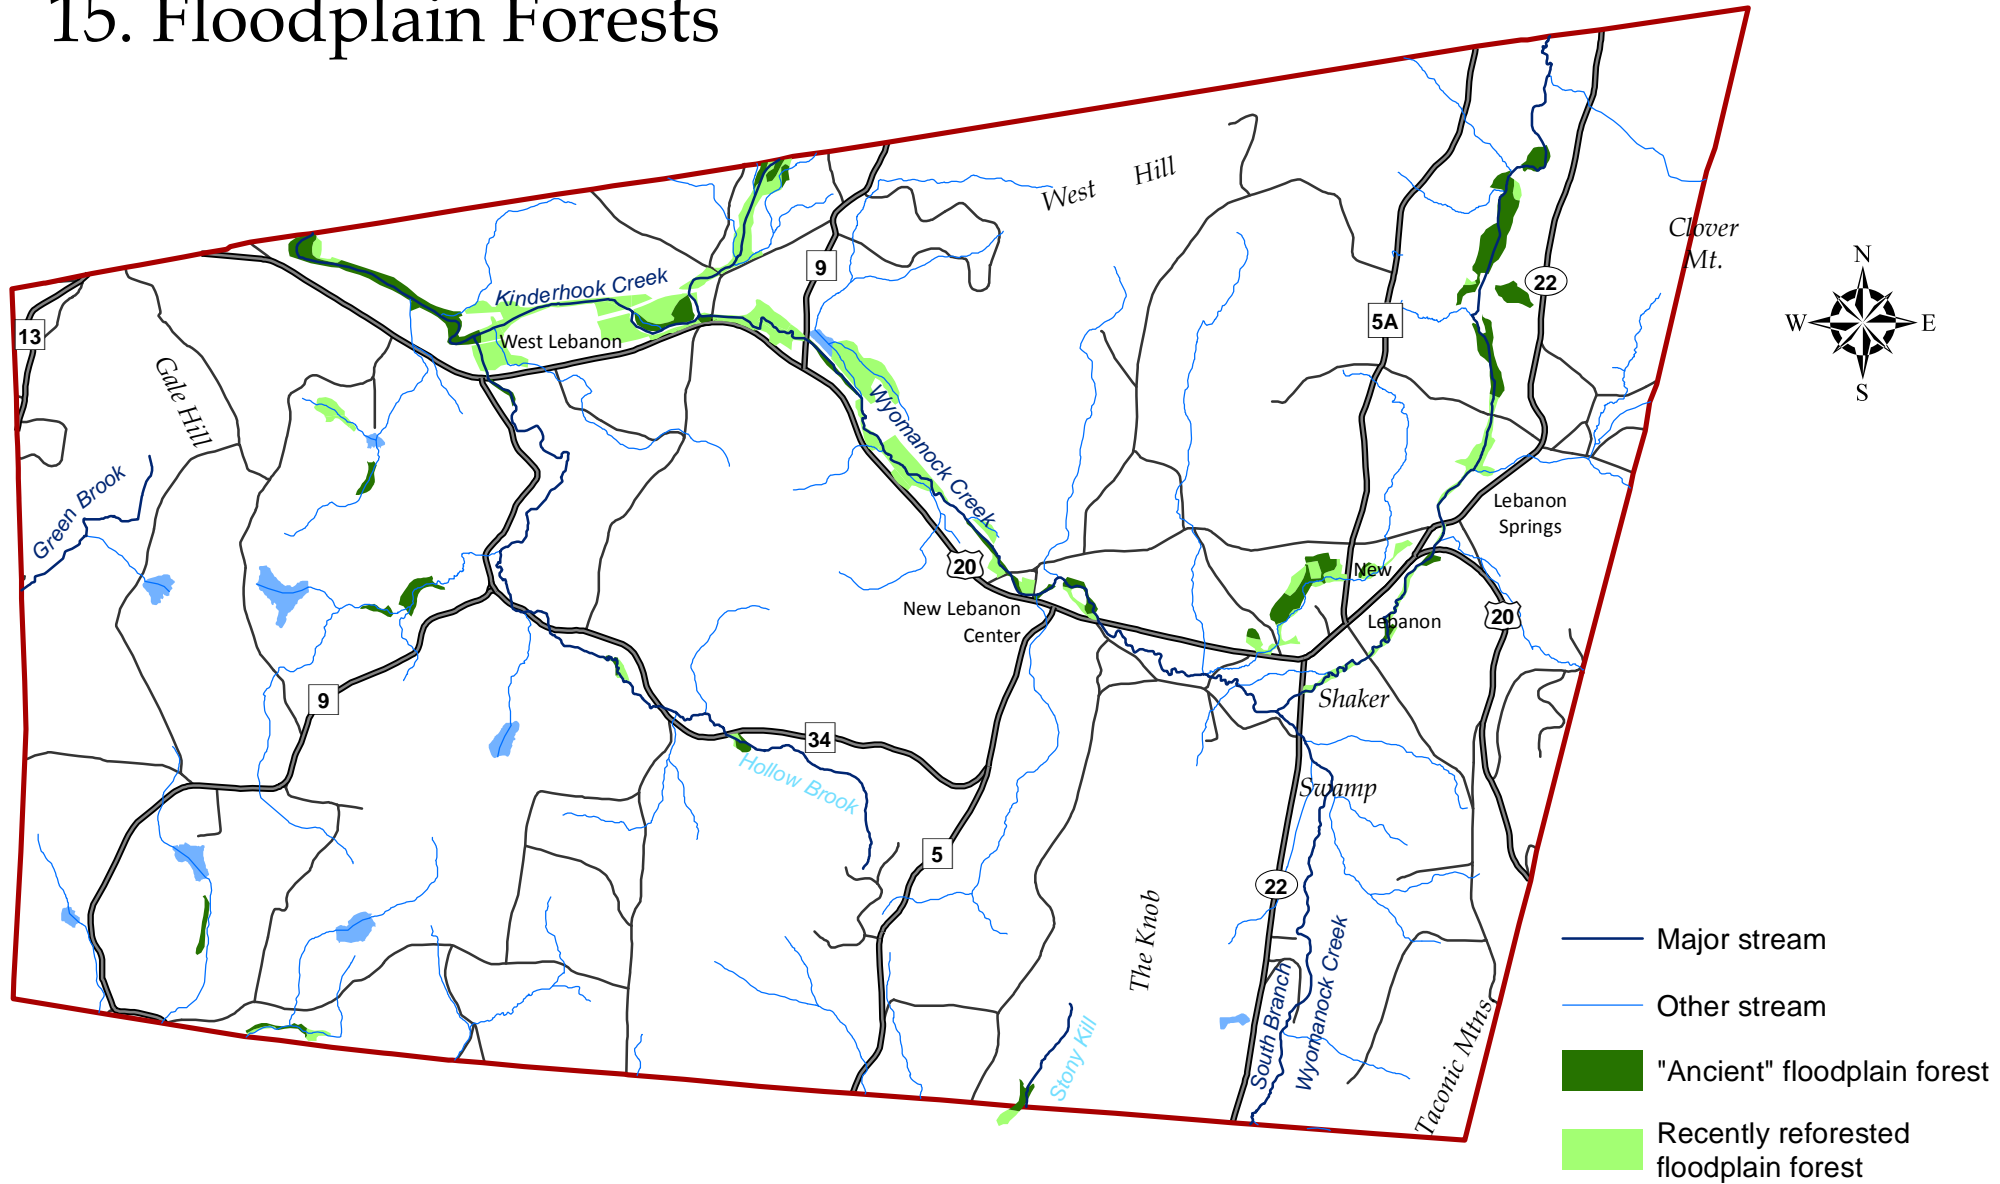 15. Floodplain Forests
West Hill
Clover
Mt.
N
W
E
S
9
22
5A
13
Kinderhook Creek
West Lebanon
Gale Hill
Wyomanock Creek
Green Brook
Lebanon
Springs
20
New
New Lebanon
Center
Lebanon
20
9
Shaker
34
Hollow Brook
Swamp
5
22
The Knob
South Branch
Wyomanock Creek
Stony Kill
Taconic Mtns
Major stream
Other stream
"Ancient" floodplain forest
Recently reforested
floodplain forest